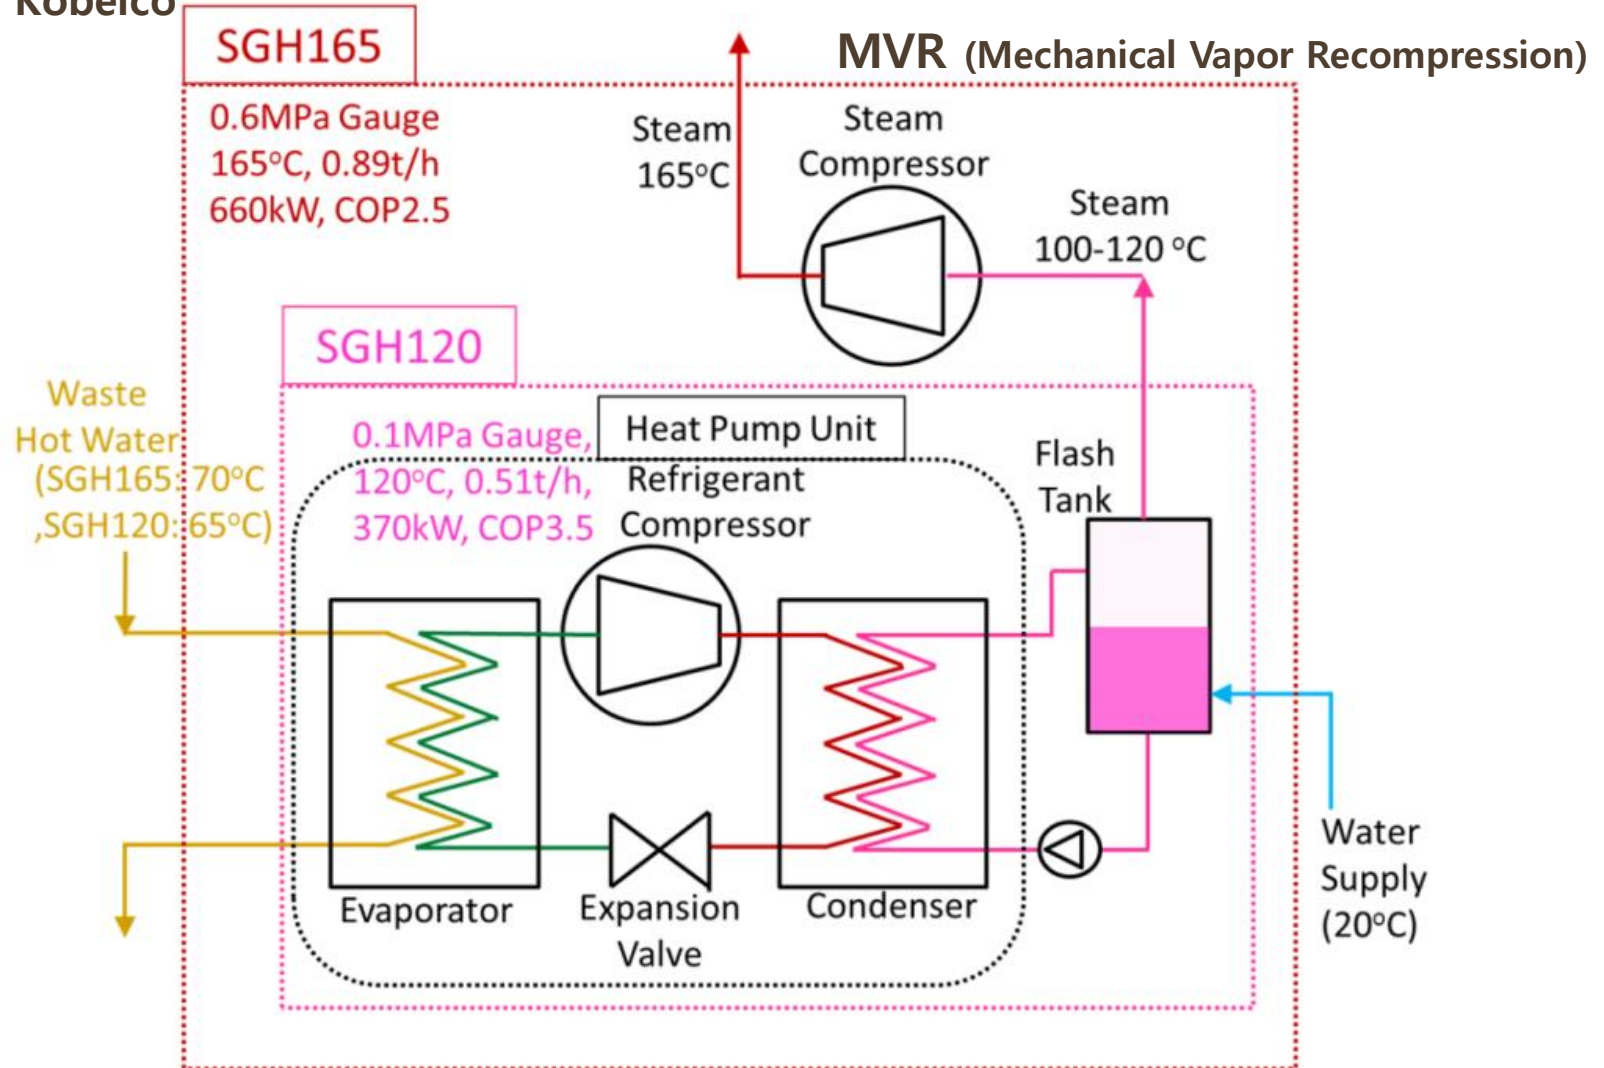 Kobelco
SGH165
MVR (Mechanical Vapor Recompression)
0.6MPa Gauge
165°C, 0.89t/h
660kW, COP2.5
Steam
165°C
Steam
Compressor
Steam
100-120 °C
SGH120
Waste
Hot Water
(SGH165: 70°C
,SGH120: 65°C)
0.1MPa Gauge,
120°C, 0.51t/h,
370kW, COP3.5
Heat Pump Unit
Refrigerant
Compressor
Flash
Tank
Evaporator
Expansion
Valve
Condenser
Water
Supply
(20°C)